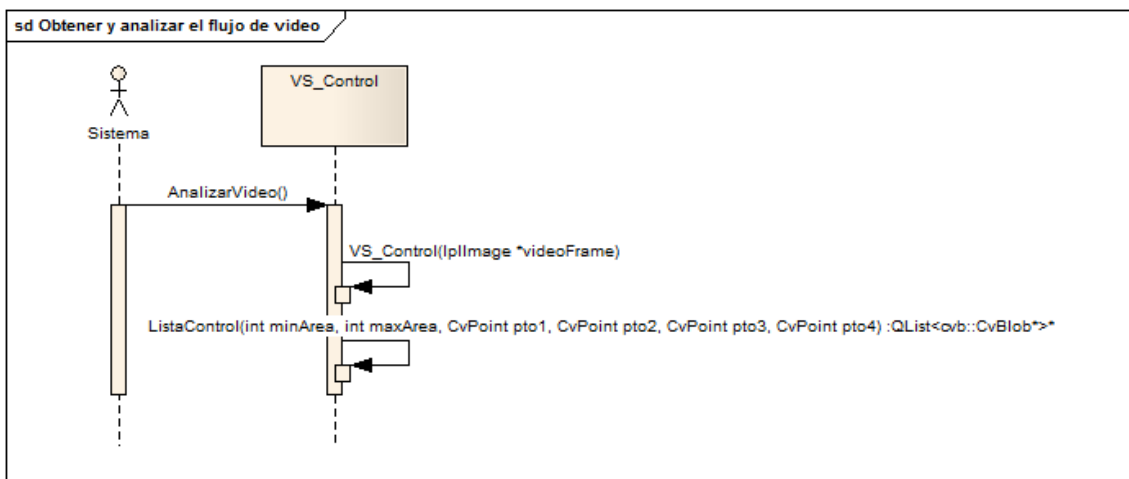 sd Obtener y analizar el flujo de video
VS_Control
Sistema
AnalizarVideo()
VS_Control(IplImage *videoFrame)
ListaControl(int minArea, int maxArea, CvPoint pto1, CvPoint pto2, CvPoint pto3, CvPoint pto4) :QList<cvb::CvBlob*>*